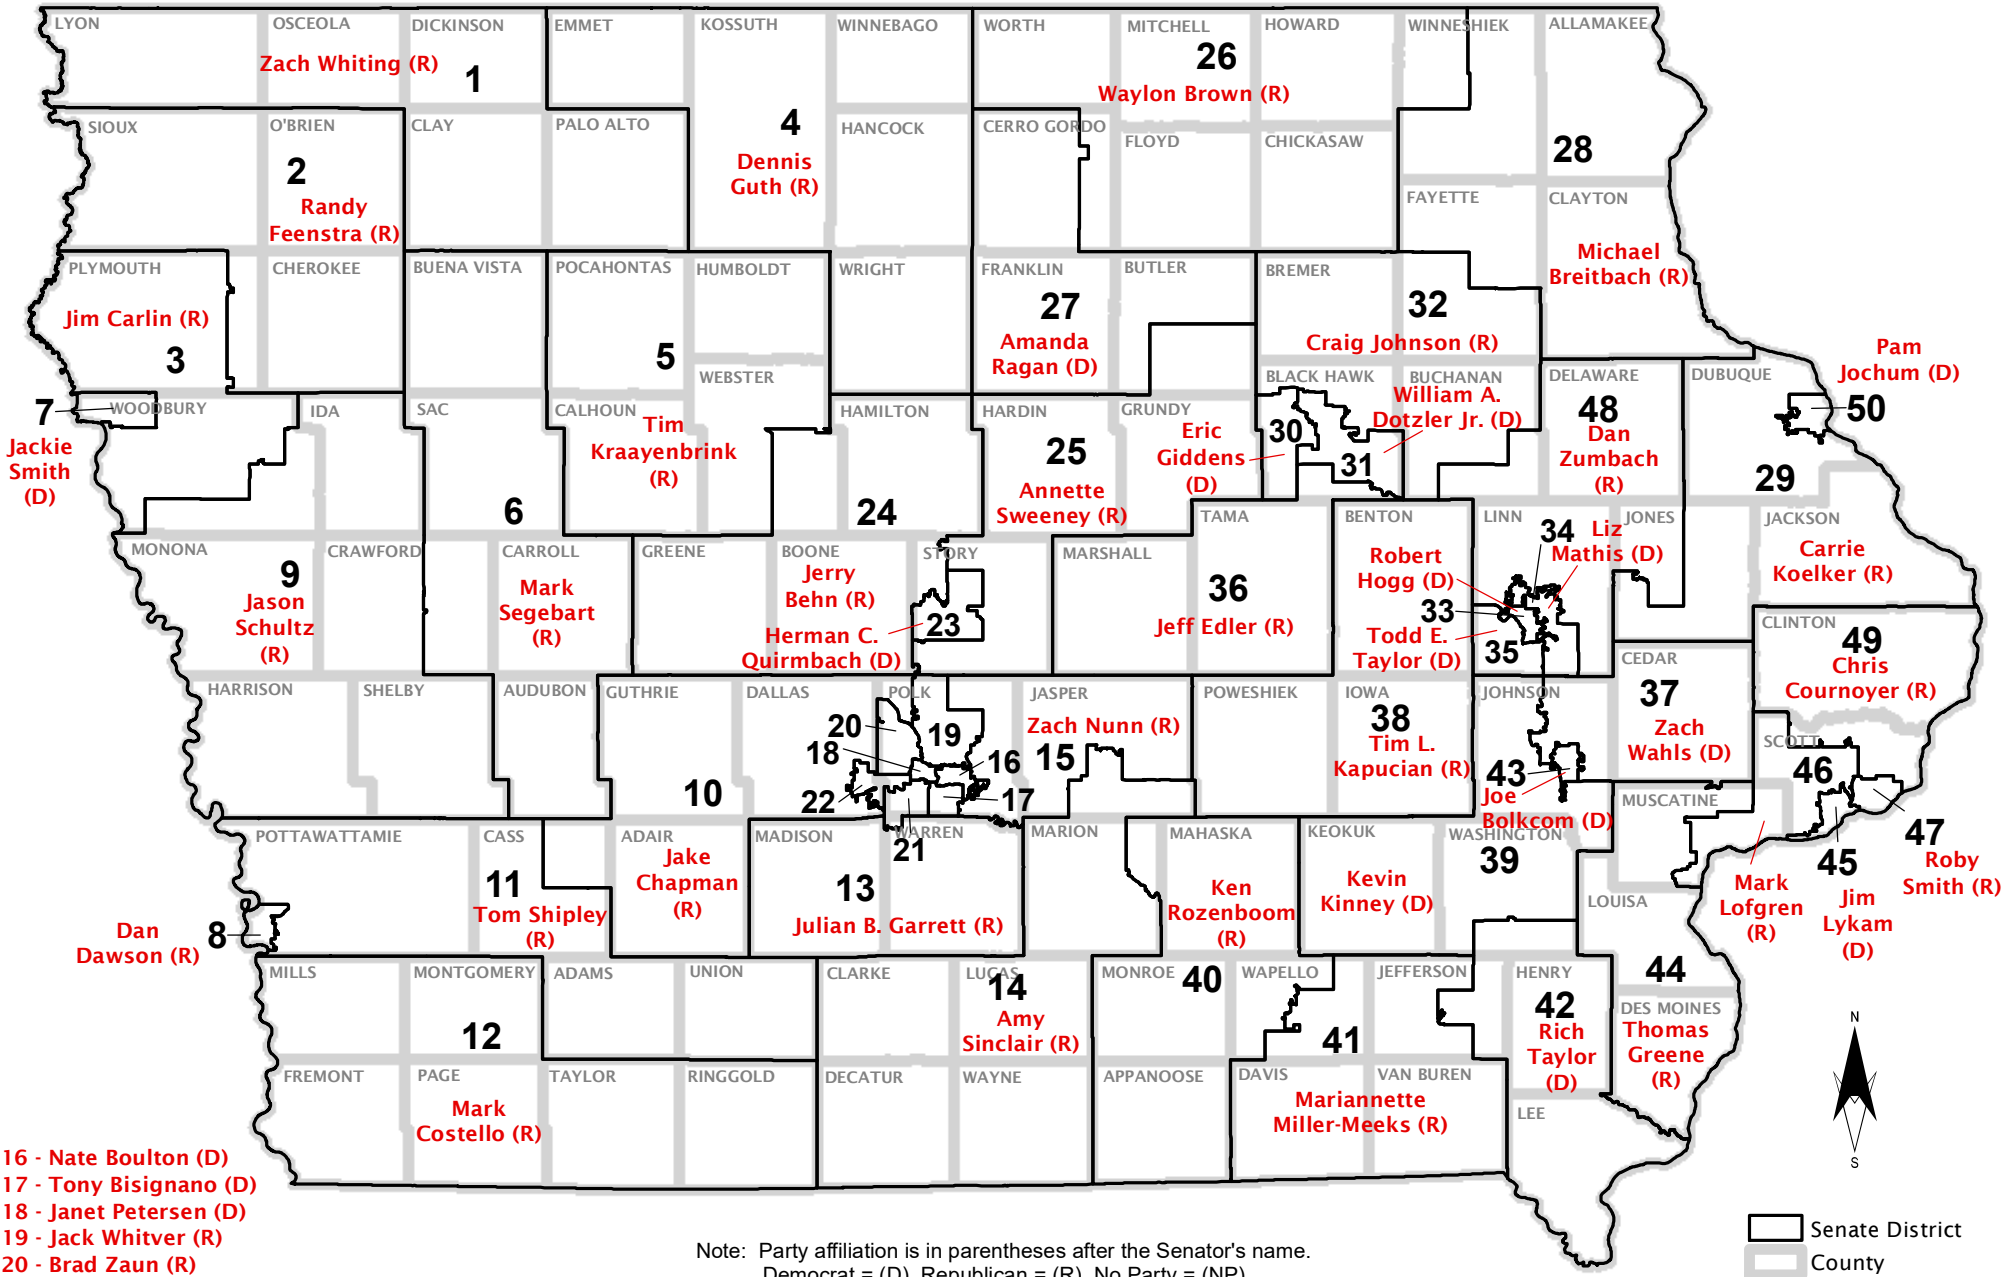 LYON
OSCEOLA
DICKINSON
EMMET
KOSSUTH
WINNEBAGO
WORTH
MITCHELL
HOWARD
WINNESHIEK
ALLAMAKEE
Zach Whiting (R)
1
26
Waylon Brown (R)
SIOUX
O'BRIEN
CLAY
PALO ALTO
4
HANCOCK
CERRO GORDO
FLOYD
CHICKASAW
28
2
Randy
Feenstra (R)
Dennis
Guth (R)
FAYETTE
CLAYTON
Michael
Breitbach (R)
PLYMOUTH
CHEROKEE
BUENA VISTA
POCAHONTAS
HUMBOLDT
WRIGHT
FRANKLIN
BUTLER
BREMER
Jim Carlin (R)
3
5
27
Amanda
Ragan (D)
32
Craig Johnson (R)
Pam
Jochum (D)
50
WEBSTER
BLACK HAWK
BUCHANAN
DELAWARE
DUBUQUE
7
Jackie
Smith
(D)
WOODBURY
IDA
SAC
CALHOUN
Tim
Kraayenbrink
(R)
HAMILTON
HARDIN
GRUNDY
25
Annette
Sweeney (R)
Eric
Giddens
(D)
30
31
William A.
Dotzler Jr. (D)
48
Dan
Zumbach
(R)
29
6
24
TAMA
BENTON
LINN
JONES
JACKSON
Carrie
Koelker (R)
MONONA
CRAWFORD
CARROLL
GREENE
BOONE
STORY
MARSHALL
9
Jason
Schultz
(R)
Mark
Segebart
(R)
Jerry
Behn (R)
Herman C.
Quirmbach (D)
23
36
Jeff Edler (R)
Robert
Hogg (D)
34
Liz
Mathis (D)
33
Todd E.
Taylor (D)
35
CLINTON
49
Chris
Cournoyer (R)
HARRISON
SHELBY
AUDUBON
GUTHRIE
DALLAS
POLK
JASPER
POWESHIEK
IOWA
JOHNSON
CEDAR
10
20
19
18
16
22
17
21
Zach Nunn (R)
15
38
Tim L.
Kapucian (R)
37
Zach
Wahls (D)
43
Joe
Bolkcom (D)
SCOTT
46
47
Roby
Smith (R)
45
Jim
Lykam
(D)
Mark
Lofgren
(R)
MUSCATINE
POTTAWATTAMIE
CASS
ADAIR
MADISON
WARREN
MARION
MAHASKA
KEOKUK
WASHINGTON
39
11
Tom Shipley
(R)
Jake
Chapman
(R)
13
Julian B. Garrett (R)
Ken
Rozenboom
(R)
Kevin
Kinney (D)
LOUISA
Dan
Dawson (R)
8
MILLS
MONTGOMERY
ADAMS
UNION
CLARKE
LUCAS
MONROE
WAPELLO
JEFFERSON
HENRY
44
DES MOINES
Thomas
Greene
(R)
12
14
Amy
Sinclair (R)
40
41
42
Rich
Taylor
(D)
FREMONT
PAGE
TAYLOR
RINGGOLD
DECATUR
WAYNE
APPANOOSE
DAVIS
VAN BUREN
LEE
Mark
Costello (R)
Mariannette
Miller-Meeks (R)
N
S
16 - Nate Boulton (D)
17 - Tony Bisignano (D)
18 - Janet Petersen (D)
19 - Jack Whitver (R)
20 - Brad Zaun (R)
Note: Party affiliation is in parentheses after the Senator's name.
Democrat = (D), Republican = (R), No Party = (NP)
Senate District
County